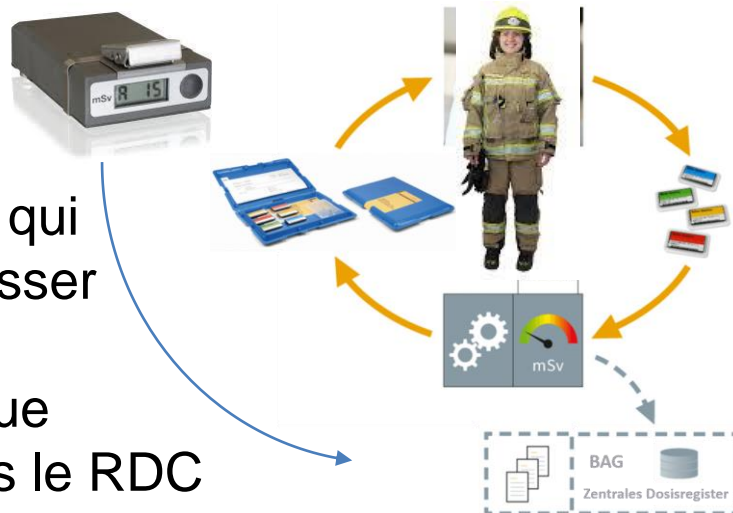 mSv A 15
qui
sser
ue
s le RDC
mSv
BAG
Zentrales Dosisregister